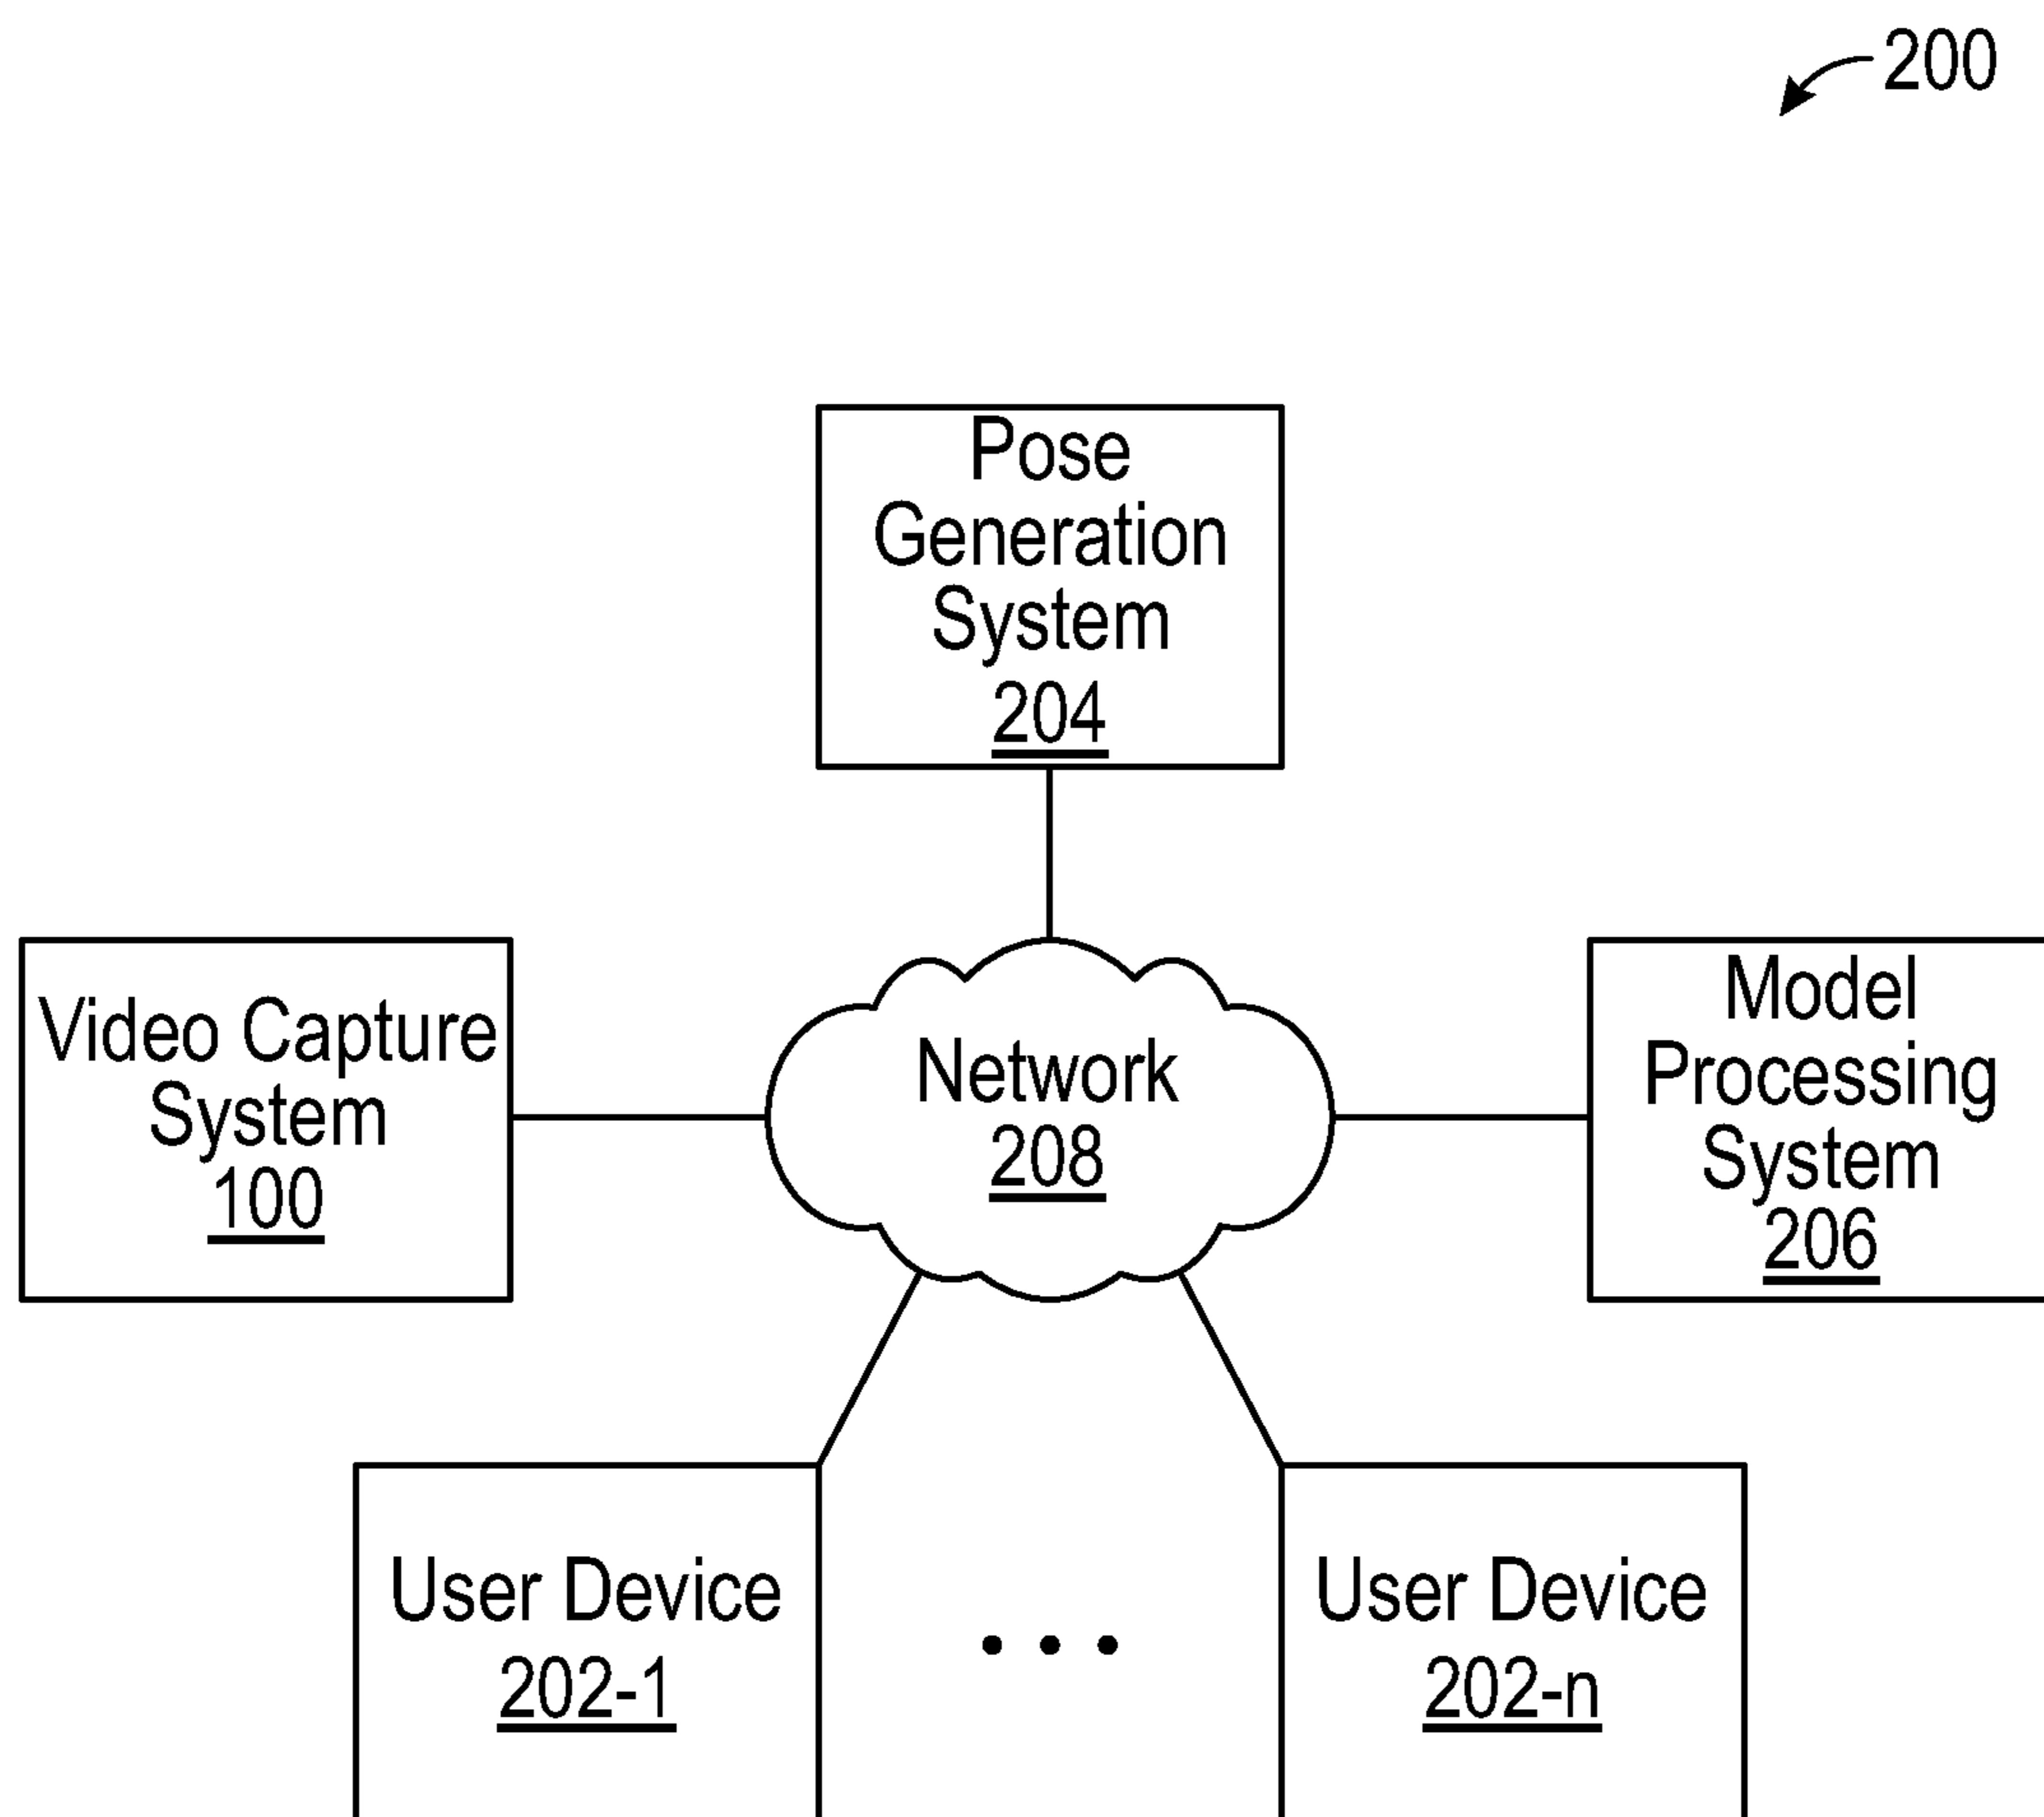 200
Pose
Generation
System
204
Video Capture
System
100
Network
208
Model
Processing
System
206
User Device
202-1
User Device
202-n